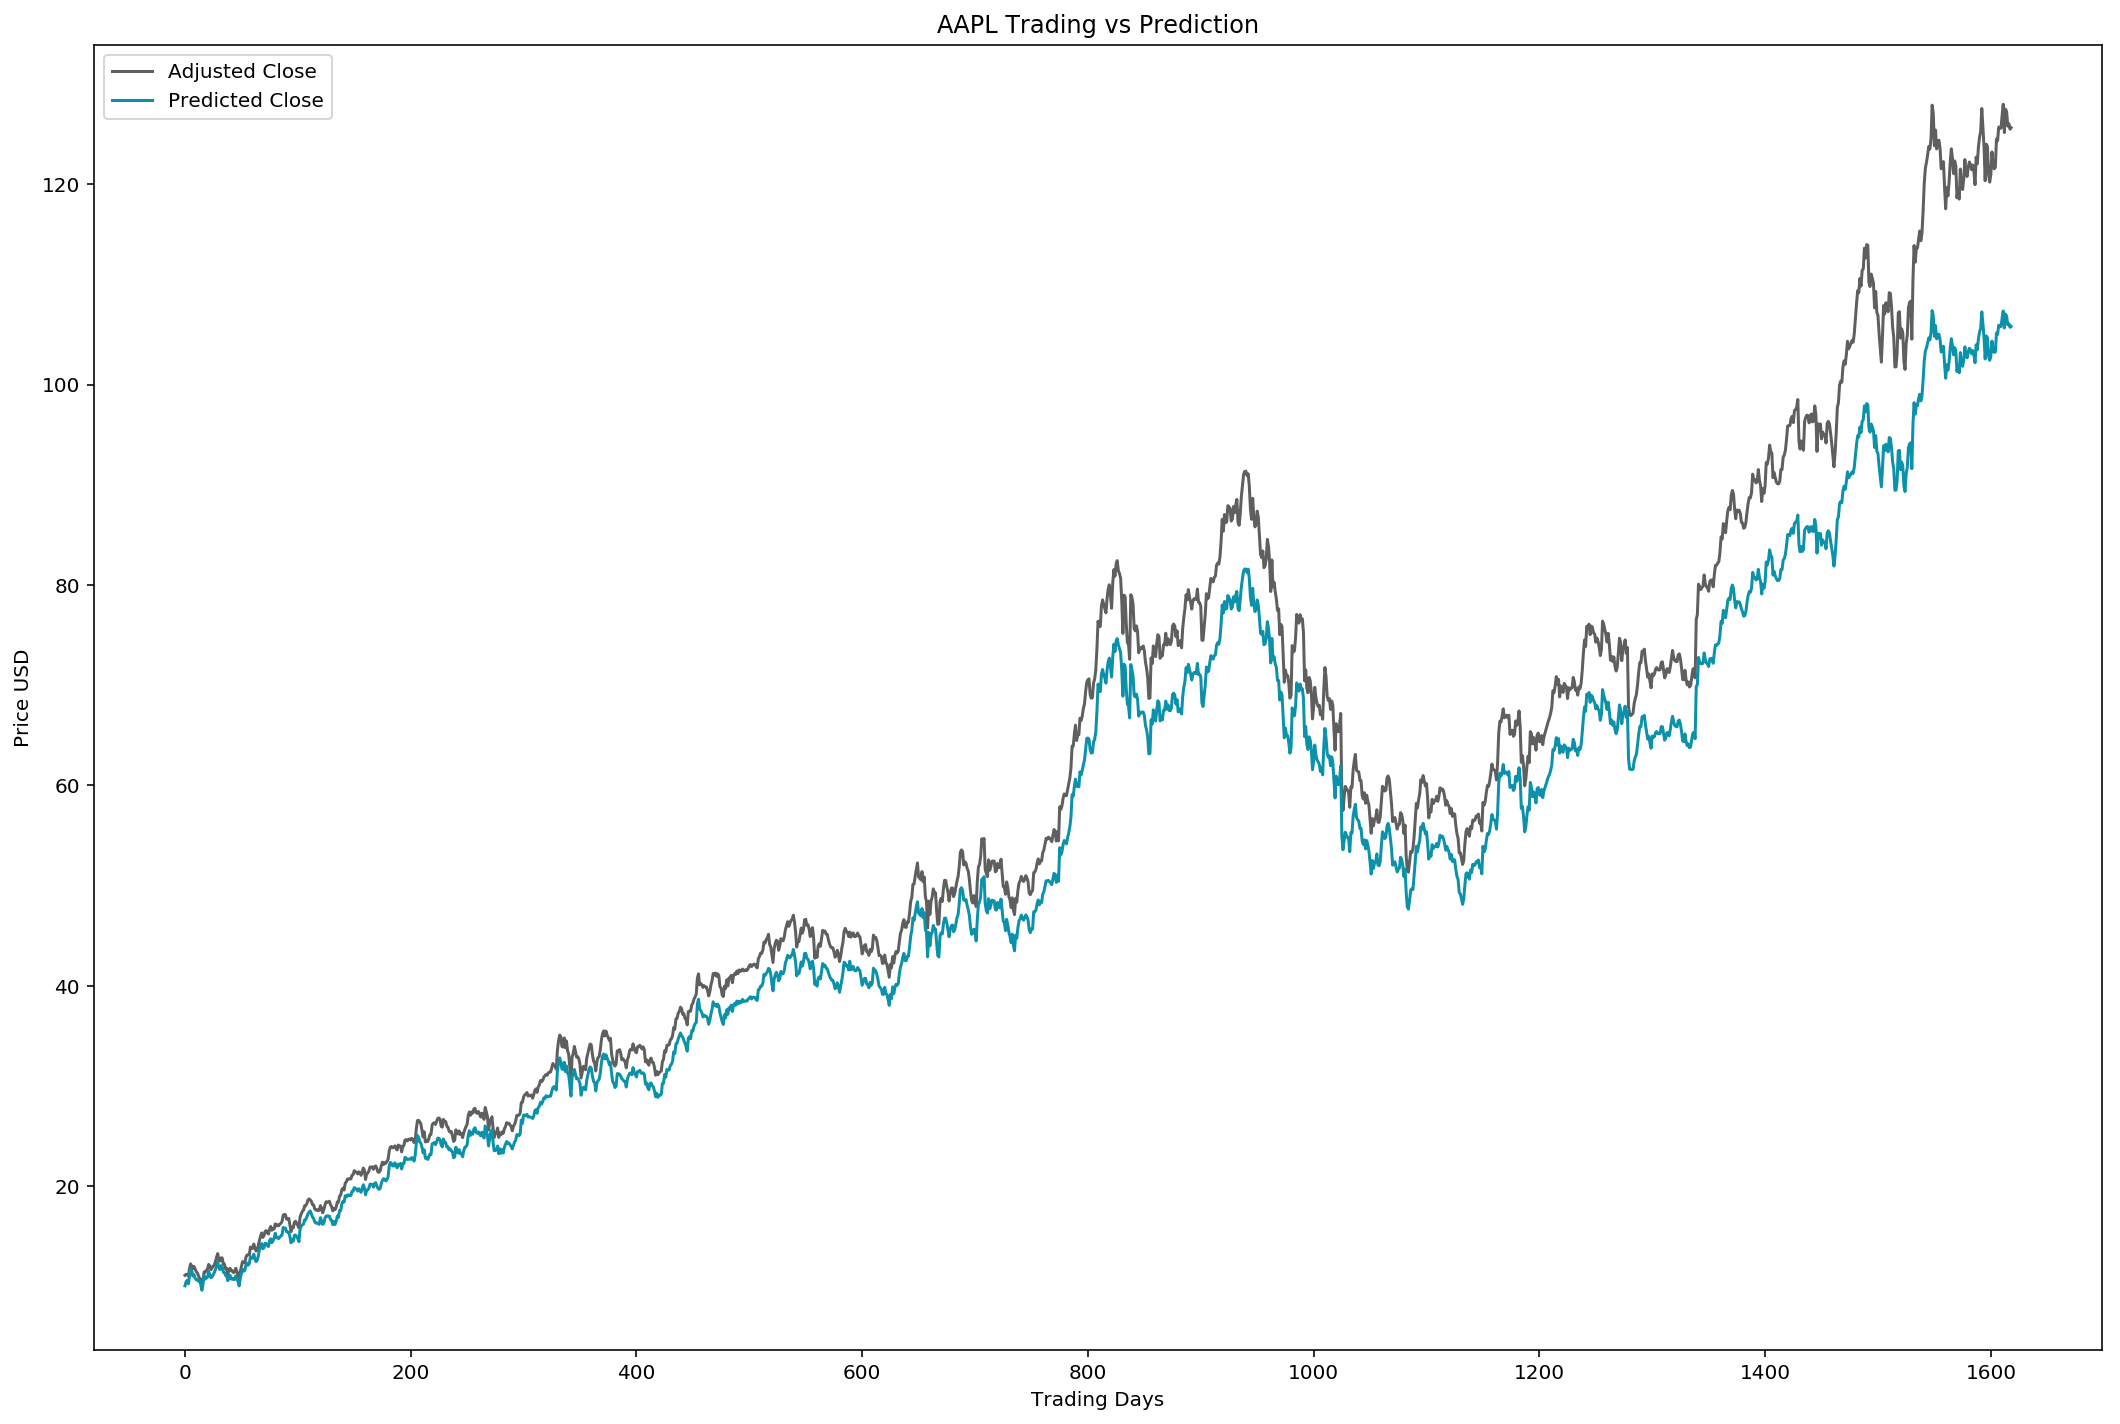 AAPL Trading vs Prediction
Adjusted Close
Predicted Close
Price USD
120
100
80
60
40
20
0 200 400 600 800 1000 1200 1400 1600
Trading Days